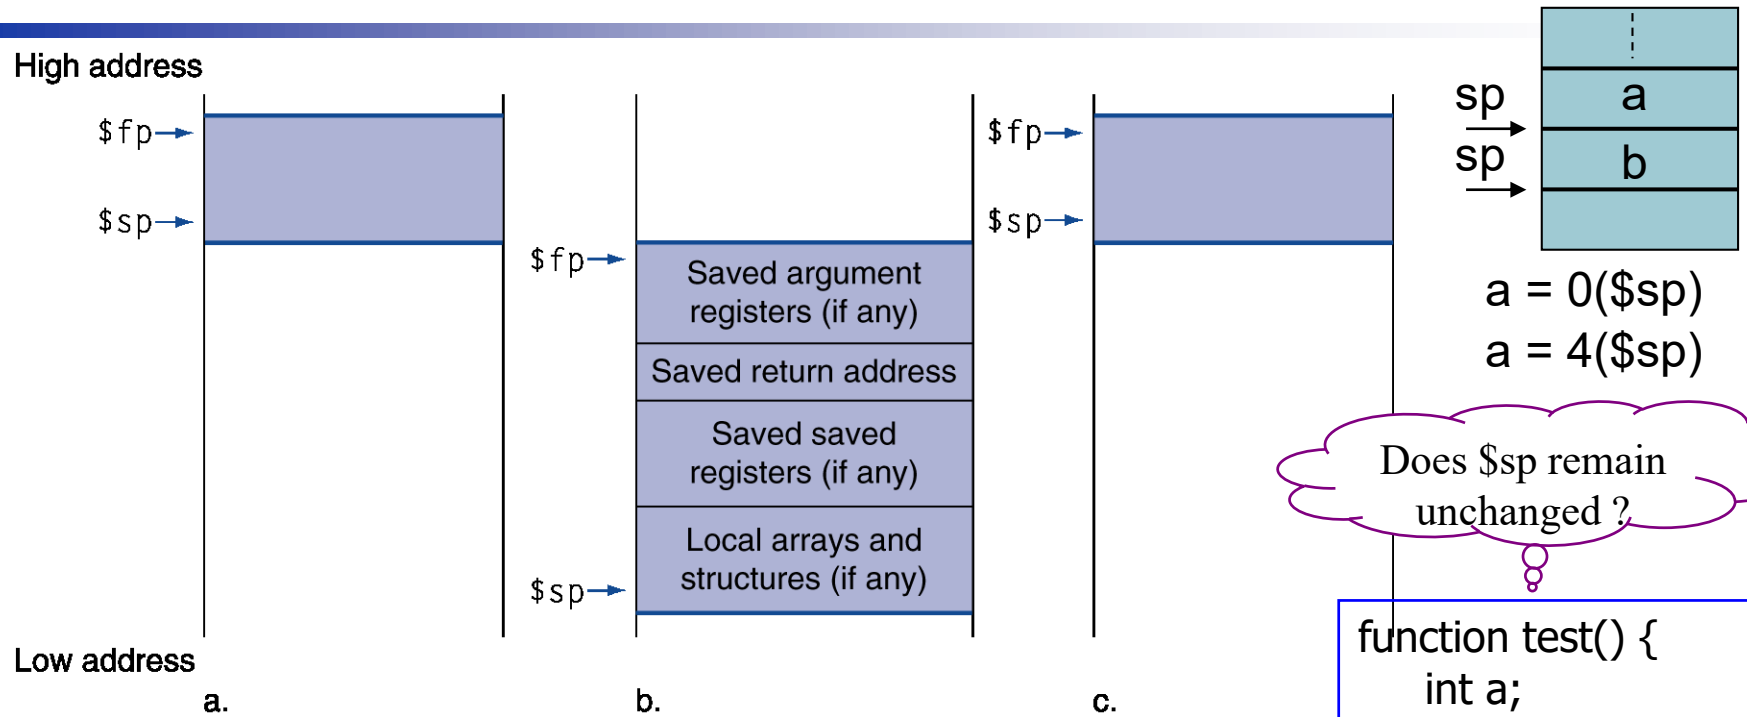 High address
$fp
$sp
$fp
Saved argument
registers (if any)
Saved return address
Saved saved
registers (if any)
Local arrays and
structures (if any)
$sp
$fp
$sp
Low address
a.
b.
c.
sp
a
sp
b
a = 0($sp)
a = 4($sp)
Does $sp remain
unchanged ?
function test() {
int a;